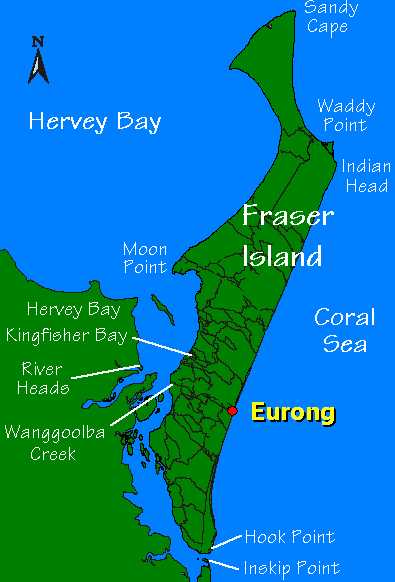 Sandy
Cape
N
Hervey Bay
Waddy
Point
Indian
Head
Fraser
Island
Moon
Point
Hervey Bay
Kingfisher Bay
Coral
Sea
River
Heads
Eurong
Wanggoolba
Creek
Hook Point
Inskip Point